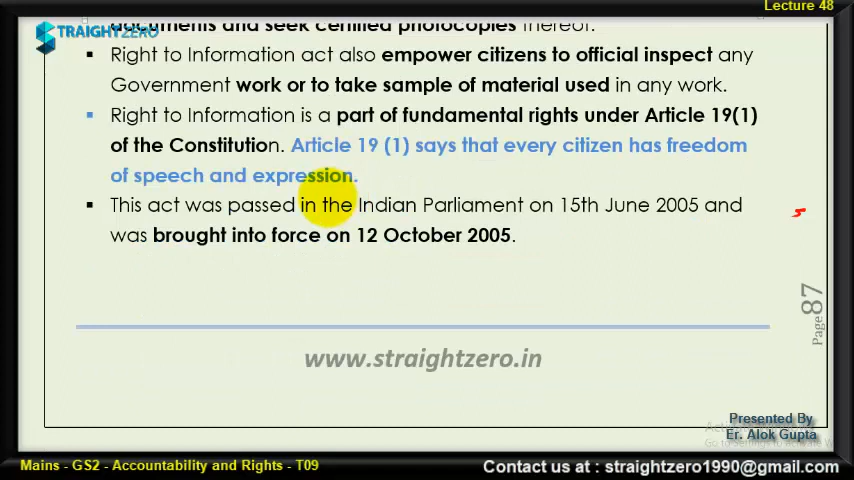 Lecture 48
documents and seek certified photocopies thereof.
STRAIGHTZERO
▪ Right to Information act also empower citizens to official inspect any
Government work or to take sample of material used in any work.
▪ Right to Information is a part of fundamental rights under Article 19(1)
of the Constitution. Article 19 (1) says that every citizen has freedom
of speech and expression.
▪ This act was passed in the Indian Parliament on 15th June 2005 and
was brought into force on 12 October 2005.
Page 87
www.straightzero.in
Presented By
Er. Alok Gupta
Go to Settings to activate W
Mains - GS2 - Accountability and Rights - T09
Contact us at : straightzero1990@gmail.com